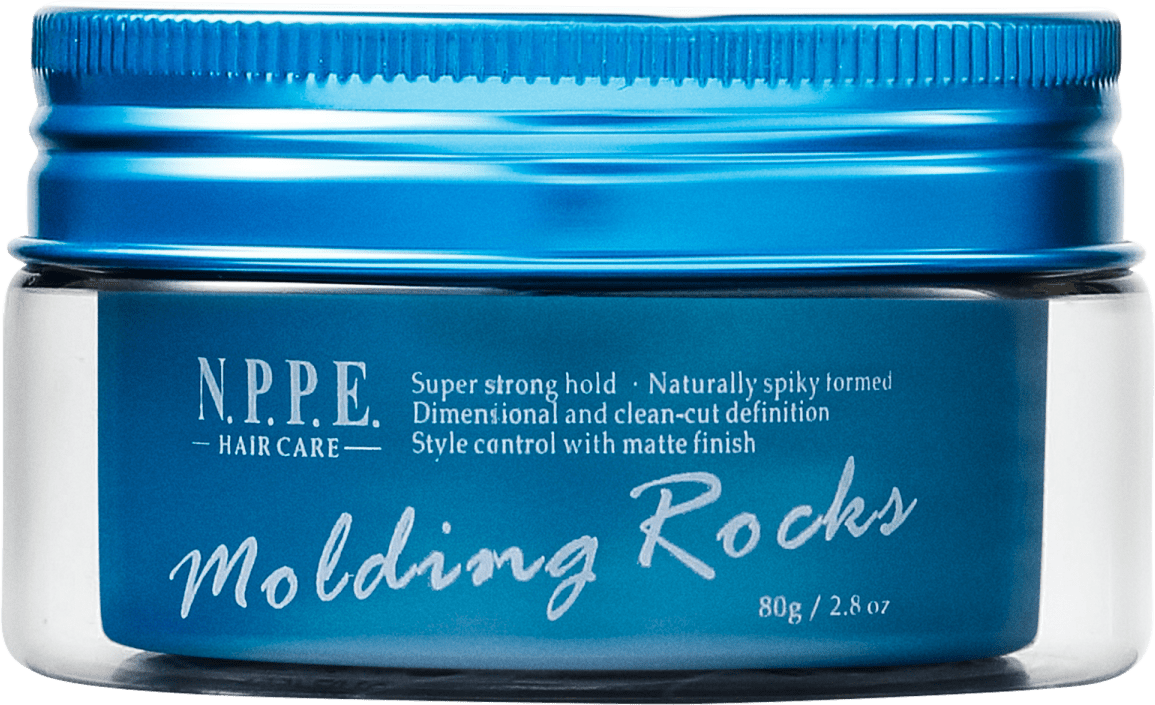 N.P.P.E.
HAIR CARE
Super strong hold · Naturally spiky formed
Dimensional and clean-cut definition
Style control with matte finish
Molding Rocks
80g / 2.8 oz